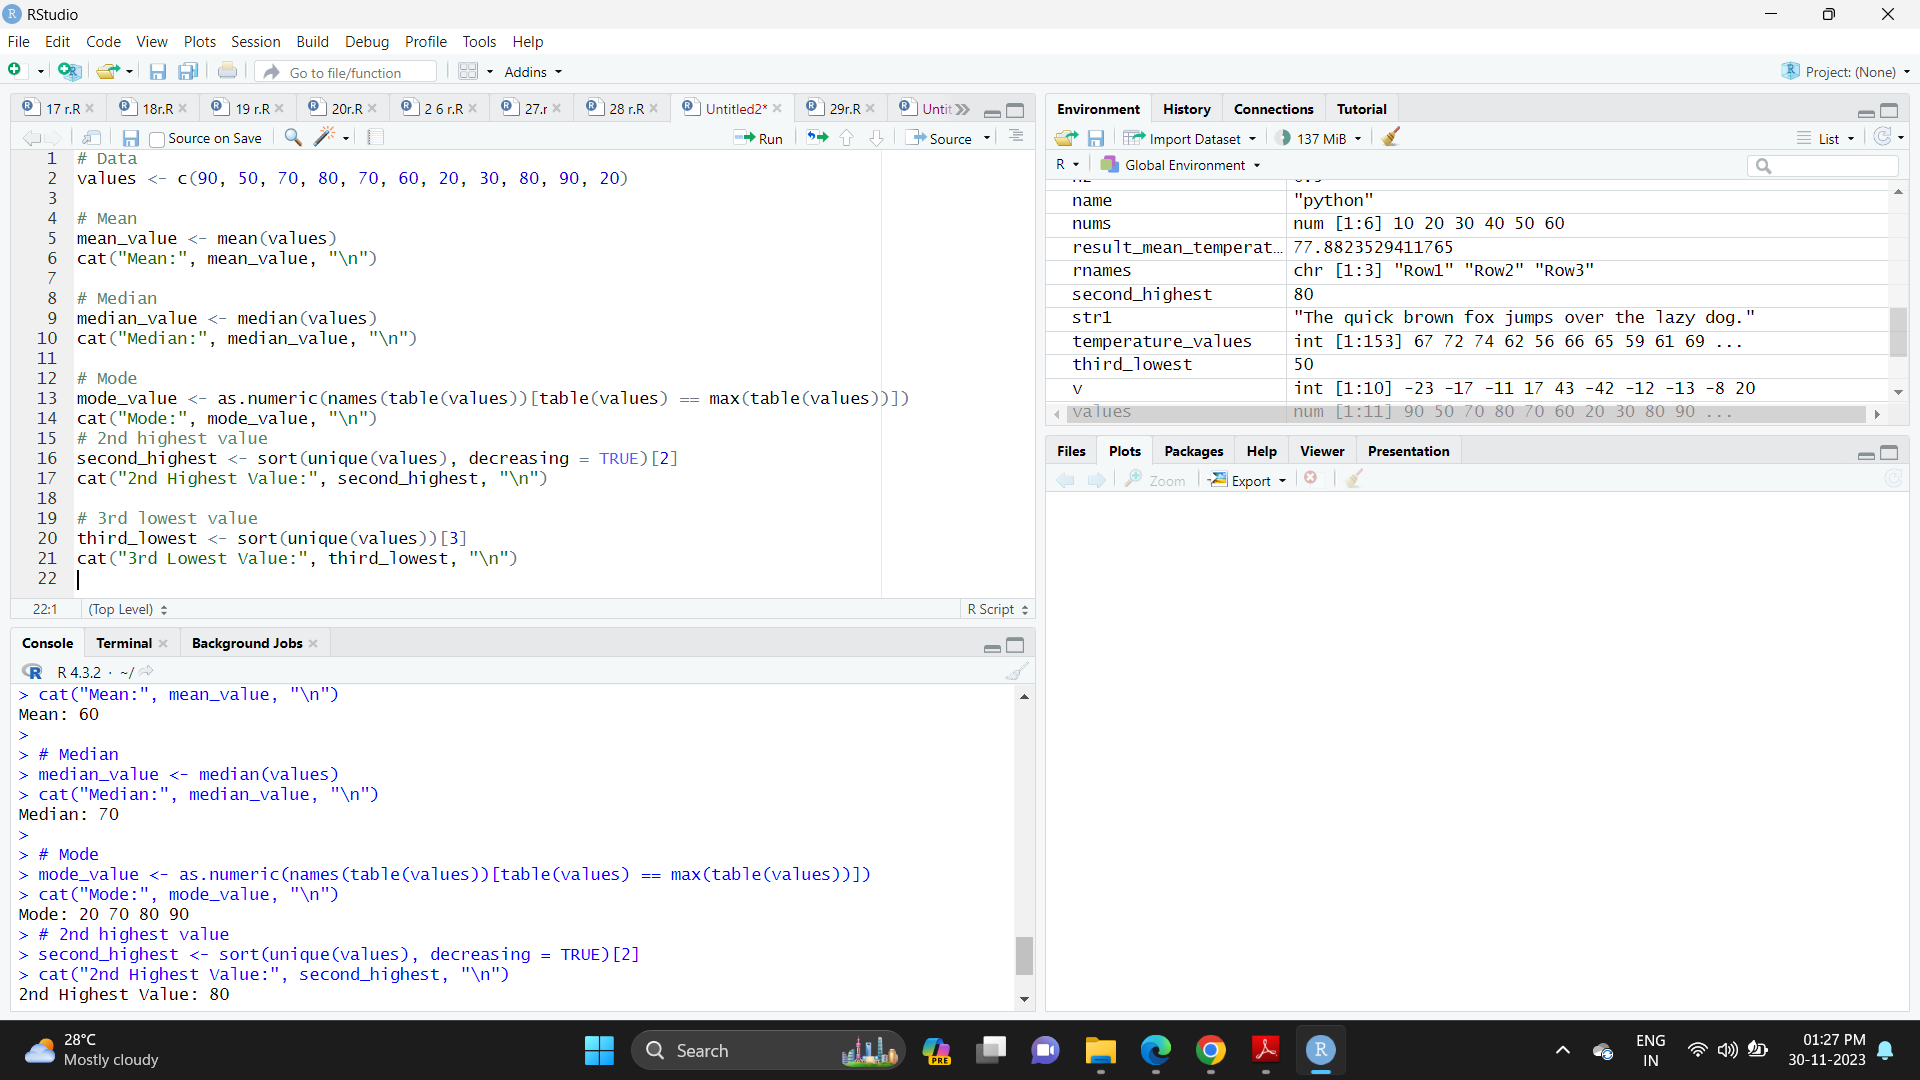 RStudio
File Edit Code View Plots Session Build Debug Profile Tools Help
Go to file/function Addins Project: (None)
17 r.R 18r.R 19 r.R 20r.R 2 6 r.R 27.r 28 r.R Untitled2* 29r.R Untit
Source on Save Run Source
1 # Data
2 values <- c(90, 50, 70, 80, 70, 60, 20, 30, 80, 90, 20)
3
4 # Mean
5 mean_value <- mean(values)
6 cat("Mean:", mean_value, "\n")
7
8 # Median
9 median_value <- median(values)
10 cat("Median:", median_value, "\n")
11
12 # Mode
13 mode_value <- as.numeric(names(table(values))[table(values) == max(table(values))])
14 cat("Mode:", mode_value, "\n")
15 # 2nd highest value
16 second_highest <- sort(unique(values), decreasing = TRUE)[2]
17 cat("2nd Highest Value:", second_highest, "\n")
18
19 # 3rd lowest value
20 third_lowest <- sort(unique(values))[3]
21 cat("3rd Lowest Value:", third_lowest, "\n")
22
22:1 (Top Level) R Script
Console Terminal Background Jobs
R 4.3.2 · ~/
> cat("Mean:", mean_value, "\n")
Mean: 60
>
> # Median
> median_value <- median(values)
> cat("Median:", median_value, "\n")
Median: 70
>
> # Mode
> mode_value <- as.numeric(names(table(values))[table(values) == max(table(values))])
> cat("Mode:", mode_value, "\n")
Mode: 20 70 80 90
> # 2nd highest value
> second_highest <- sort(unique(values), decreasing = TRUE)[2]
> cat("2nd Highest Value:", second_highest, "\n")
2nd Highest Value: 80
Environment History Connections Tutorial
Import Dataset 137 MiB List
R Global Environment
name "python"
nums num [1:6] 10 20 30 40 50 60
result_mean_temperat... 77.8823529411765
rnames chr [1:3] "Row1" "Row2" "Row3"
second_highest 80
str1 "The quick brown fox jumps over the lazy dog."
temperature_values int [1:153] 67 72 74 62 56 66 65 59 61 69 ...
third_lowest 50
v int [1:10] -23 -17 -11 17 43 -42 -12 -13 -8 20
values num [1:11] 90 50 70 80 70 60 20 30 80 90 ...
Files Plots Packages Help Viewer Presentation
Zoom Export
28°C
Mostly cloudy
Search
PRE
R
ENG
IN
01:27 PM
30-11-2023